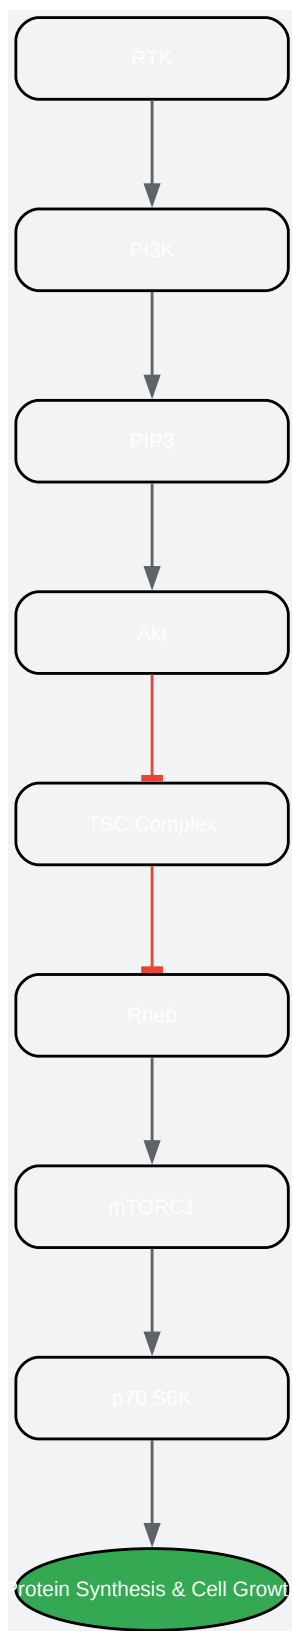 RTK
PI3K
PIP3
Akt
TSC Complex
Rheb
mTORC1
p70 S6K
Protein Synthesis & Cell Growt